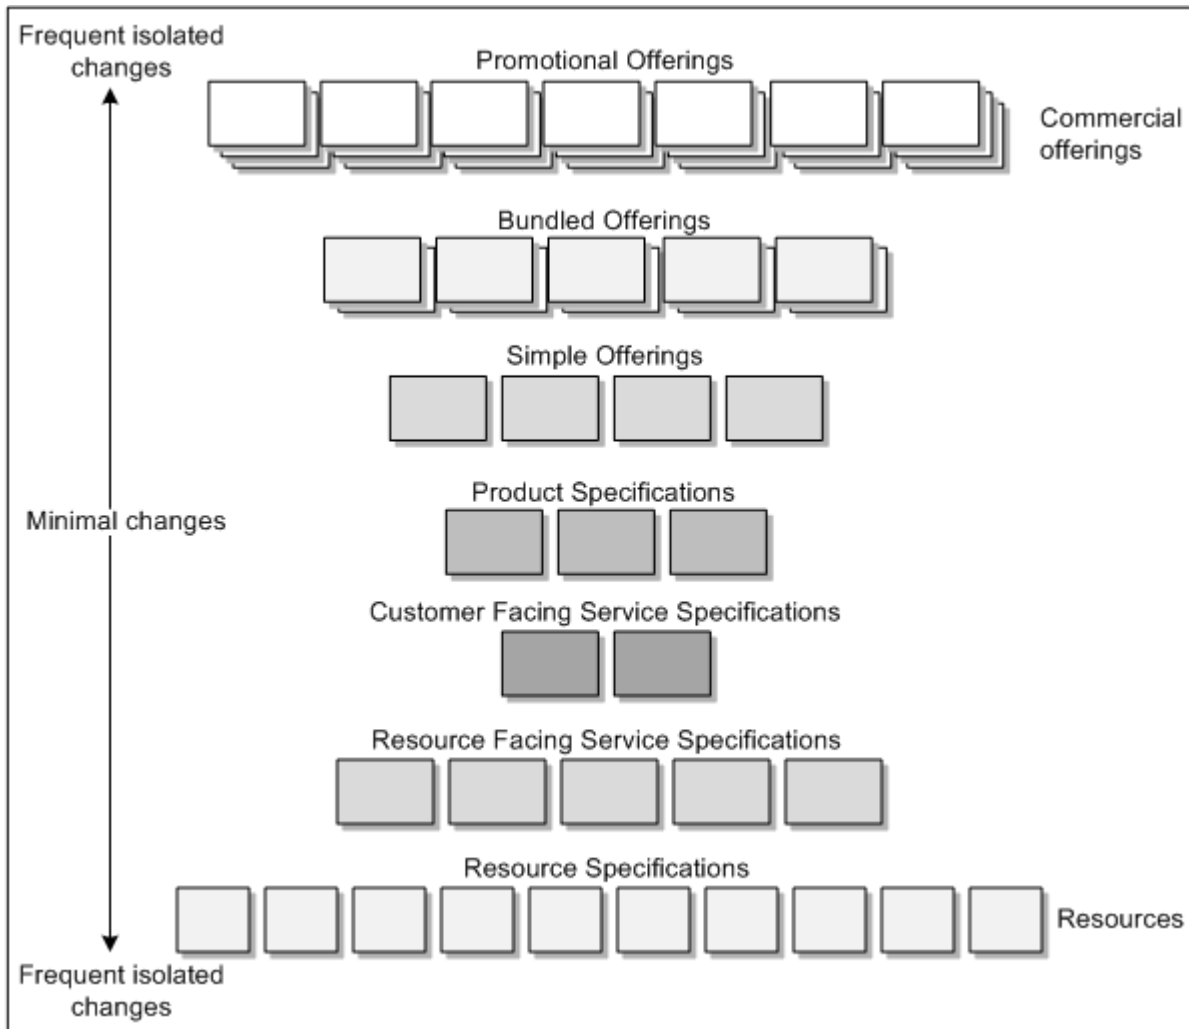 Frequent isolated
changes
Promotional Offerings
Commercial
offerings
Bundled Offerings
Simple Offerings
Product Specifications
Minimal changes
Customer Facing Service Specifications
Resource Facing Service Specifications
Resource Specifications
Resources
Frequent isolated
changes